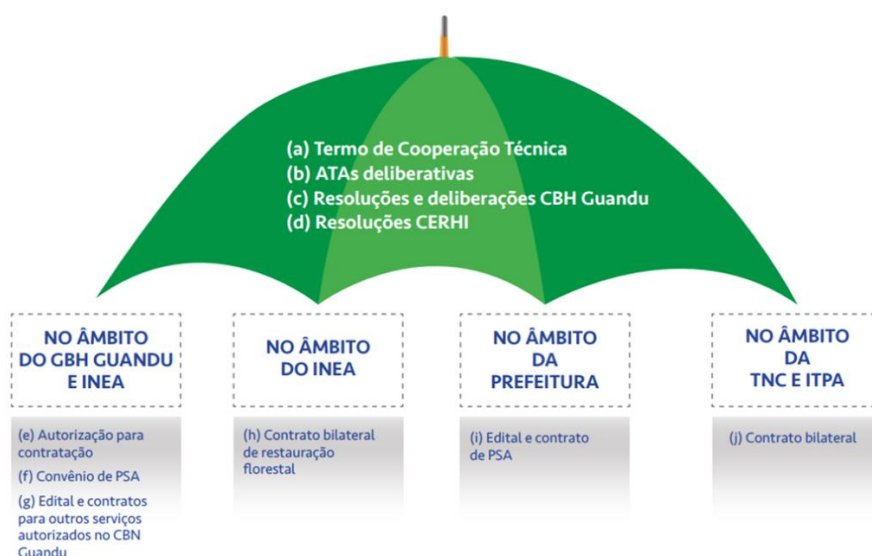 (a) Termo de Cooperação Técnica
(b) ATAs deliberativas
(c) Resoluções e deliberações CBH Guandu
(d) Resoluções CERHI
NO ÂMBITO
DO GBH GUANDU
E INEA
(e) Autorização para
contratação
(f) Convênio de PSA
(g) Edital e contratos
para outros serviços
autorizados no CBN
Guandu
NO ÂMBITO
DO INEA
(h) Contrato bilateral
de restauração
florestal
NO ÂMBITO
DA
PREFEITURA
(i) Edital e contrato
de PSA
NO ÂMBITO
DA
TNC E ITPA
(j) Contrato bilateral